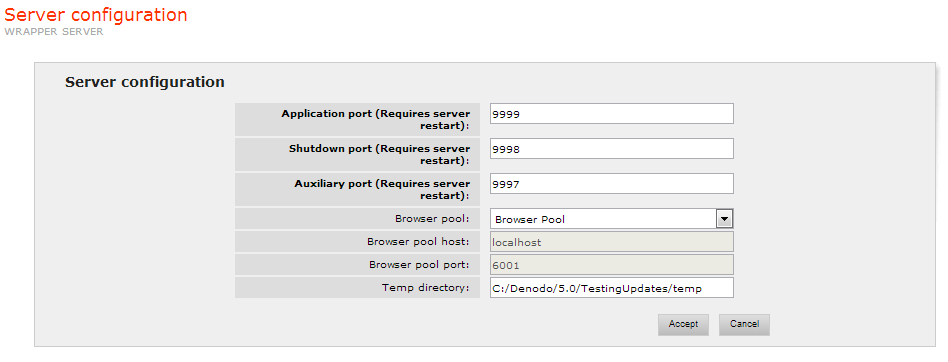 Server configuration
WRAPPER SERVER
Server configuration
Application port (Requires server
restart):
9999
Shutdown port (Requires server
restart):
9998
Auxiliary port (Requires server
restart):
9997
Browser pool:
Browser Pool
Browser pool host:
localhost
Browser pool port:
6001
Temp directory:
C:/Denodo/5.0/TestingUpdates/temp
Accept
Cancel